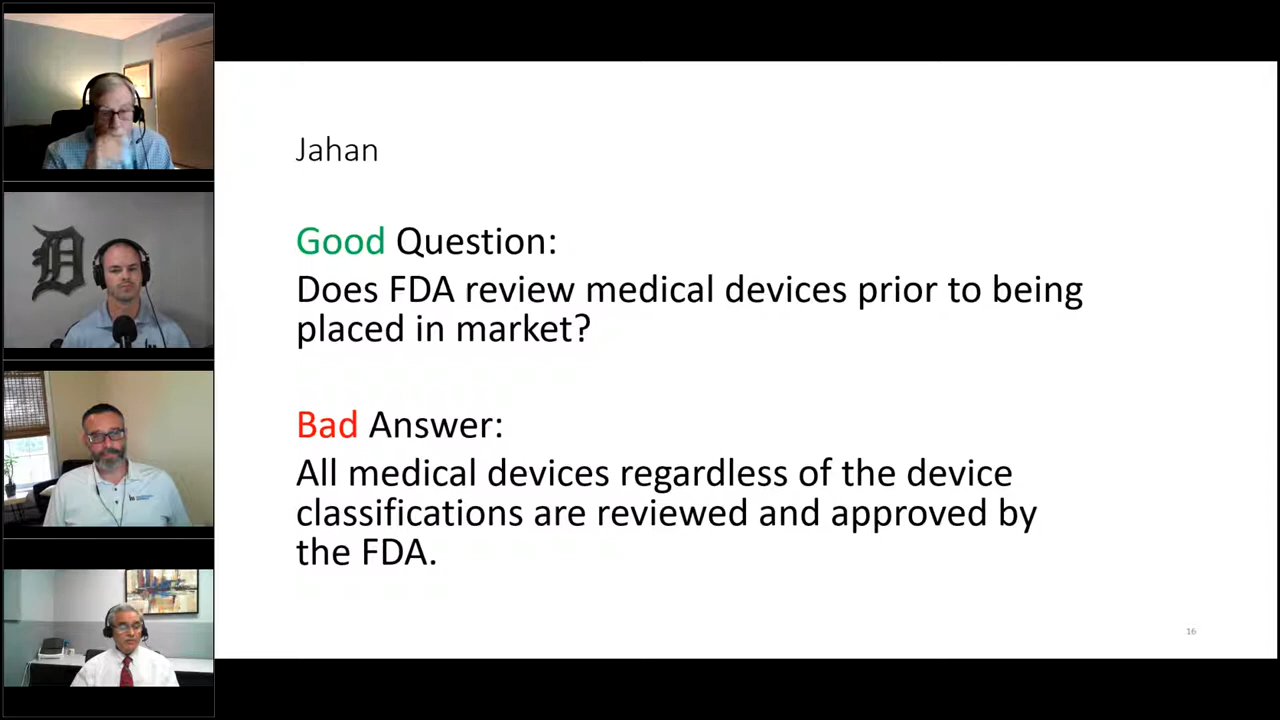 Jahan
Good Question:
Does FDA review medical devices prior to being
placed in market?
Bad Answer:
All medical devices regardless of the device
classifications are reviewed and approved by
the FDA.
16